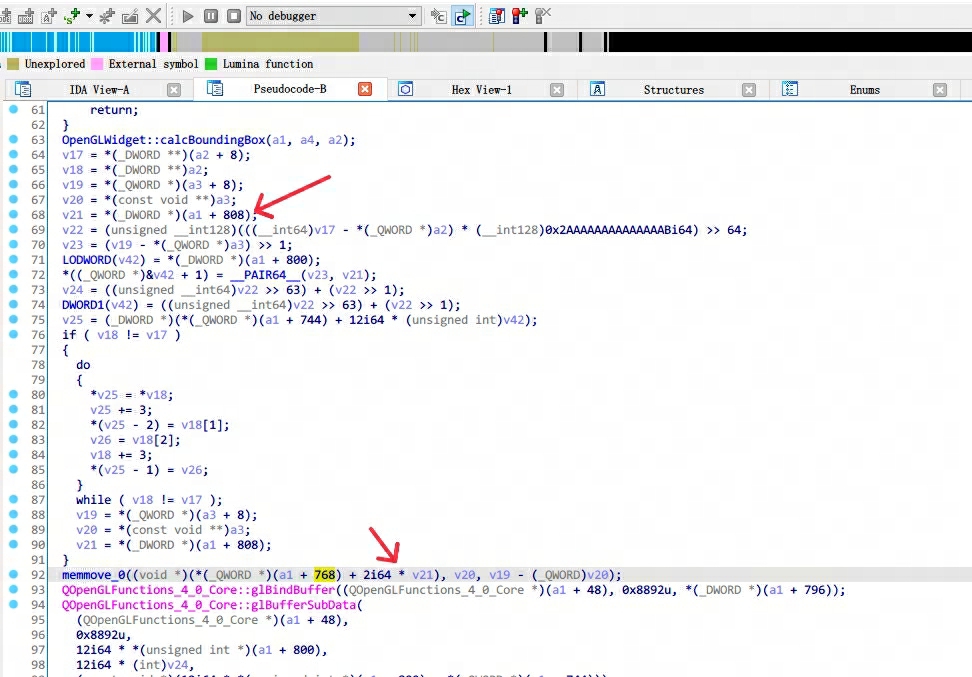 No debugger
Unexplored External symbol Lumina function
IDA View-A Pseudocode-B Hex View-1 Structures Enums
61 return;
62 }
63 OpenGLWidget::calcBoundingBox(a1, a4, a2);
64 v17 = *(_DWORD **)(a2 + 8);
65 v18 = *(_DWORD **)a2;
66 v19 = *(_QWORD *)(a3 + 8);
67 v20 = *(const void **)a3;
68 v21 = *(_DWORD *)(a1 + 808);
69 v22 = (unsigned __int128)(((__int64)v17 - *(_QWORD *)a2) * (__int128)0x2AAAAAAAAAAAAAABi64) >> 64;
70 v23 = (v19 - *(_QWORD *)a3) >> 1;
71 LODWORD(v42) = *(_DWORD *)(a1 + 800);
72 *((_QWORD *)&v42 + 1) = __PAIR64__(v23, v21);
73 v24 = ((unsigned __int64)v22 >> 63) + (v22 >> 1);
74 DWORD1(v42) = ((unsigned __int64)v22 >> 63) + (v22 >> 1);
75 v25 = (_DWORD *)(*(_QWORD *)(a1 + 744) + 12i64 * (unsigned int)v42);
76 if ( v18 != v17 )
77 {
78 do
79 {
80 *v25 = *v18;
81 v25 += 3;
82 *(v25 - 2) = v18[1];
83 v26 = v18[2];
84 v18 += 3;
85 *(v25 - 1) = v26;
86 }
87 while ( v18 != v17 );
88 v19 = *(_QWORD *)(a3 + 8);
89 v20 = *(const void **)a3;
90 v21 = *(_DWORD *)(a1 + 808);
91 }
92 memmove_0((void *)(*(_QWORD *)(a1 + 768) + 2i64 * v21), v20, v19 - (_QWORD)v20);
93 QOpenGLFunctions_4_0_Core::glBindBuffer((QOpenGLFunctions_4_0_Core *)(a1 + 48), 0x8892u, *(_DWORD *)(a1 + 796));
94 QOpenGLFunctions_4_0_Core::glBufferSubData(
95 (QOpenGLFunctions_4_0_Core *)(a1 + 48),
96 0x8892u,
97 12i64 * *(unsigned int *)(a1 + 800),
98 12i64 * (int)v24,